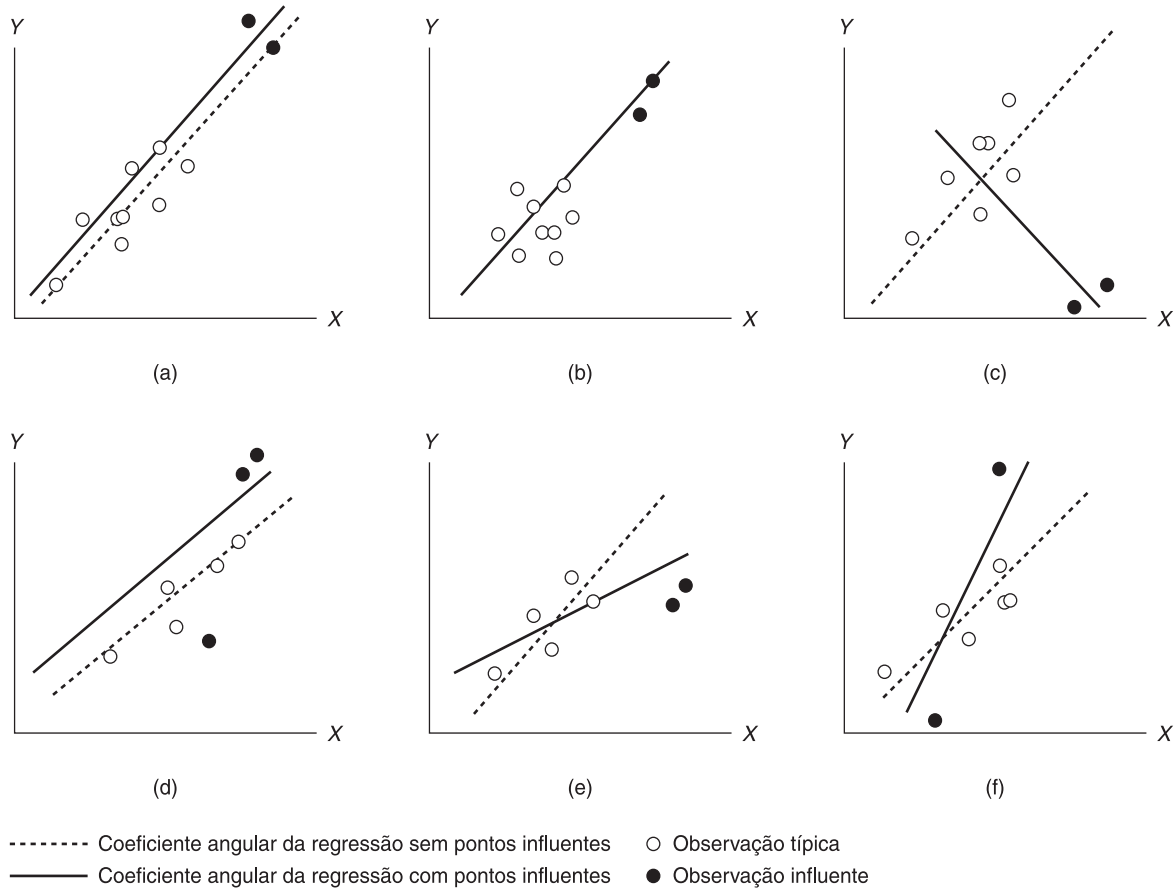 Y Y Y
X X X
(a) (b) (c)
Y Y Y
X X X
(d) (e) (f)
Coeficiente angular da regressão sem pontos influentes Observação típica
Coeficiente angular da regressão com pontos influentes Observação influente